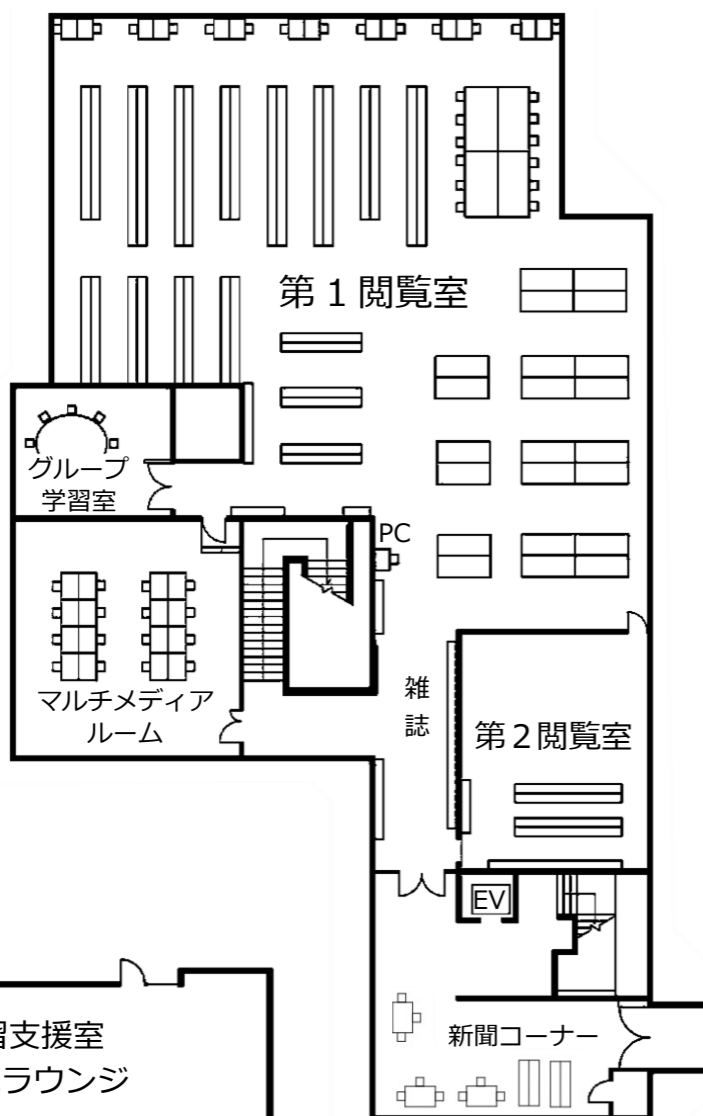 第1閲覧室
グループ
学習室
PC
マルチメディア
ルーム
雑
誌
第2閲覧室
EV
新聞コーナー
習支援室
ラウンジ